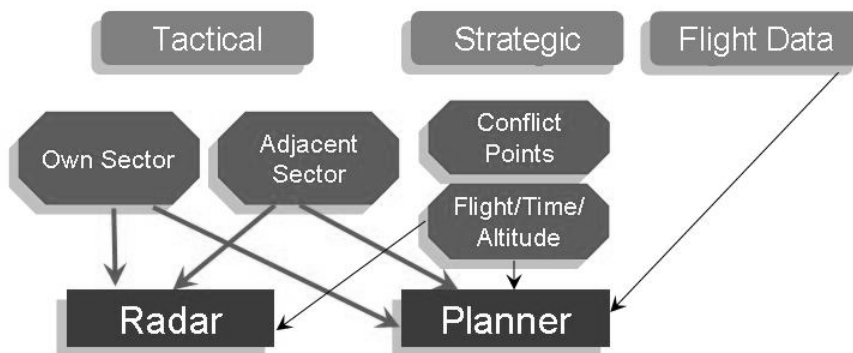 Tactical
Strategic
Flight Data
Own Sector
Adjacent
Sector
Conflict
Points
Flight/Time/
Altitude
Radar
Planner